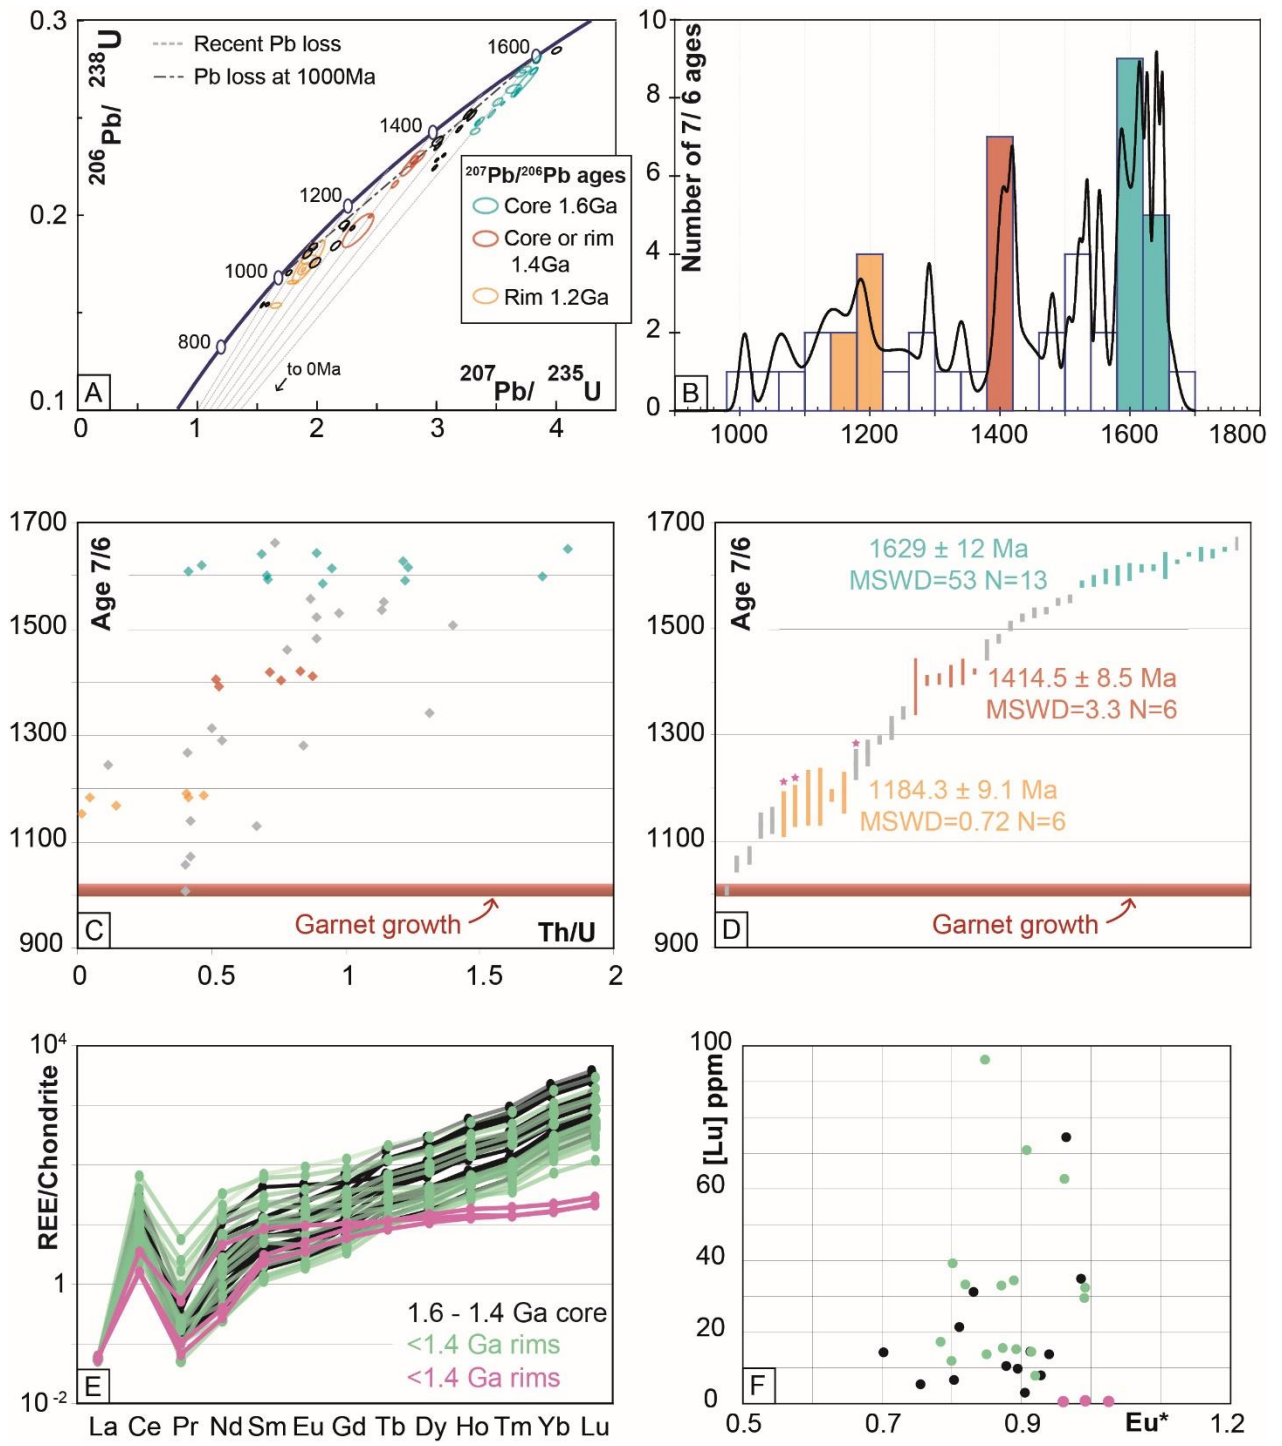 0.3
0.2
0.1
206Pb/ 238U
Recent Pb loss
Pb loss at 1000Ma
1600
1400
1200
1000
800
207Pb/206Pb ages
Core 1.6Ga
Core or rim
1.4Ga
Rim 1.2Ga
to 0Ma
207Pb/ 235U
A
0 1 2 3 4
10
8
6
4
2
0
Number of 7/ 6 ages
B
1000 1200 1400 1600 1800
1700
1500
1300
1100
900
Age 7/6
Garnet growth
C
Th/U
0 0.5 1 1.5 2
1700
1500
1300
1100
900
Age 7/6
1629 ± 12 Ma
MSWD=53 N=13
1414.5 ± 8.5 Ma
MSWD=3.3 N=6
1184.3 ± 9.1 Ma
MSWD=0.72 N=6
Garnet growth
D
104
1
10-2
REE/Chondrite
1.6 - 1.4 Ga core
<1.4 Ga rims
<1.4 Ga rims
E
La Ce Pr Nd Sm Eu Gd Tb Dy Ho Tm Yb Lu
100
80
60
40
20
0
[Lu] ppm
F
0.5 0.7 0.9 Eu* 1.2